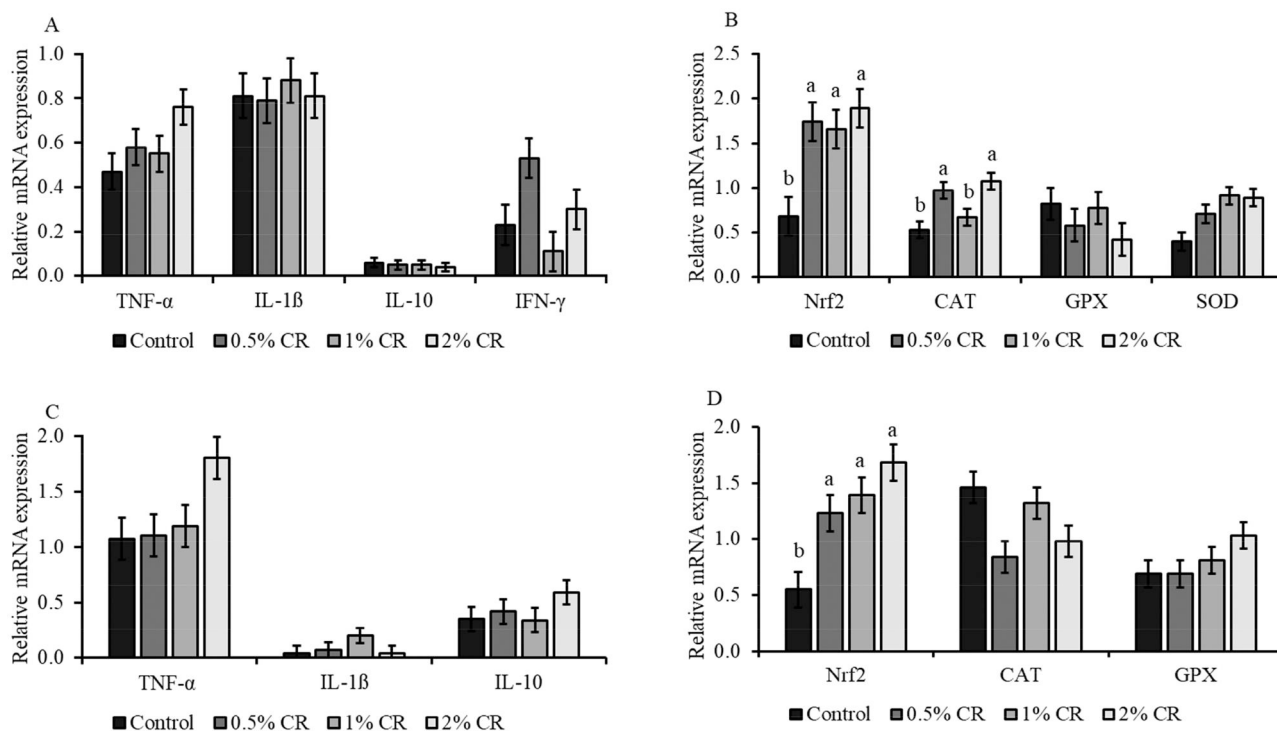 A
Relative mRNA expression
1.0
0.8
0.6
0.4
0.2
0.0
TNF-α IL-1ß IL-10 IFN-γ
Control 0.5% CR 1% CR 2% CR
B
Relative mRNA expression
2.5
2.0
1.5
1.0
0.5
0.0
b a a a
b a b a
Nrf2 CAT GPX SOD
Control 0.5% CR 1% CR 2% CR
C
Relative mRNA expression
2.0
1.5
1.0
0.5
0.0
TNF-α IL-1ß IL-10
Control 0.5% CR 1% CR 2% CR
D
Relative mRNA expression
2.0
1.5
1.0
0.5
0.0
b a a a
Nrf2 CAT GPX
Control 0.5% CR 1% CR 2% CR